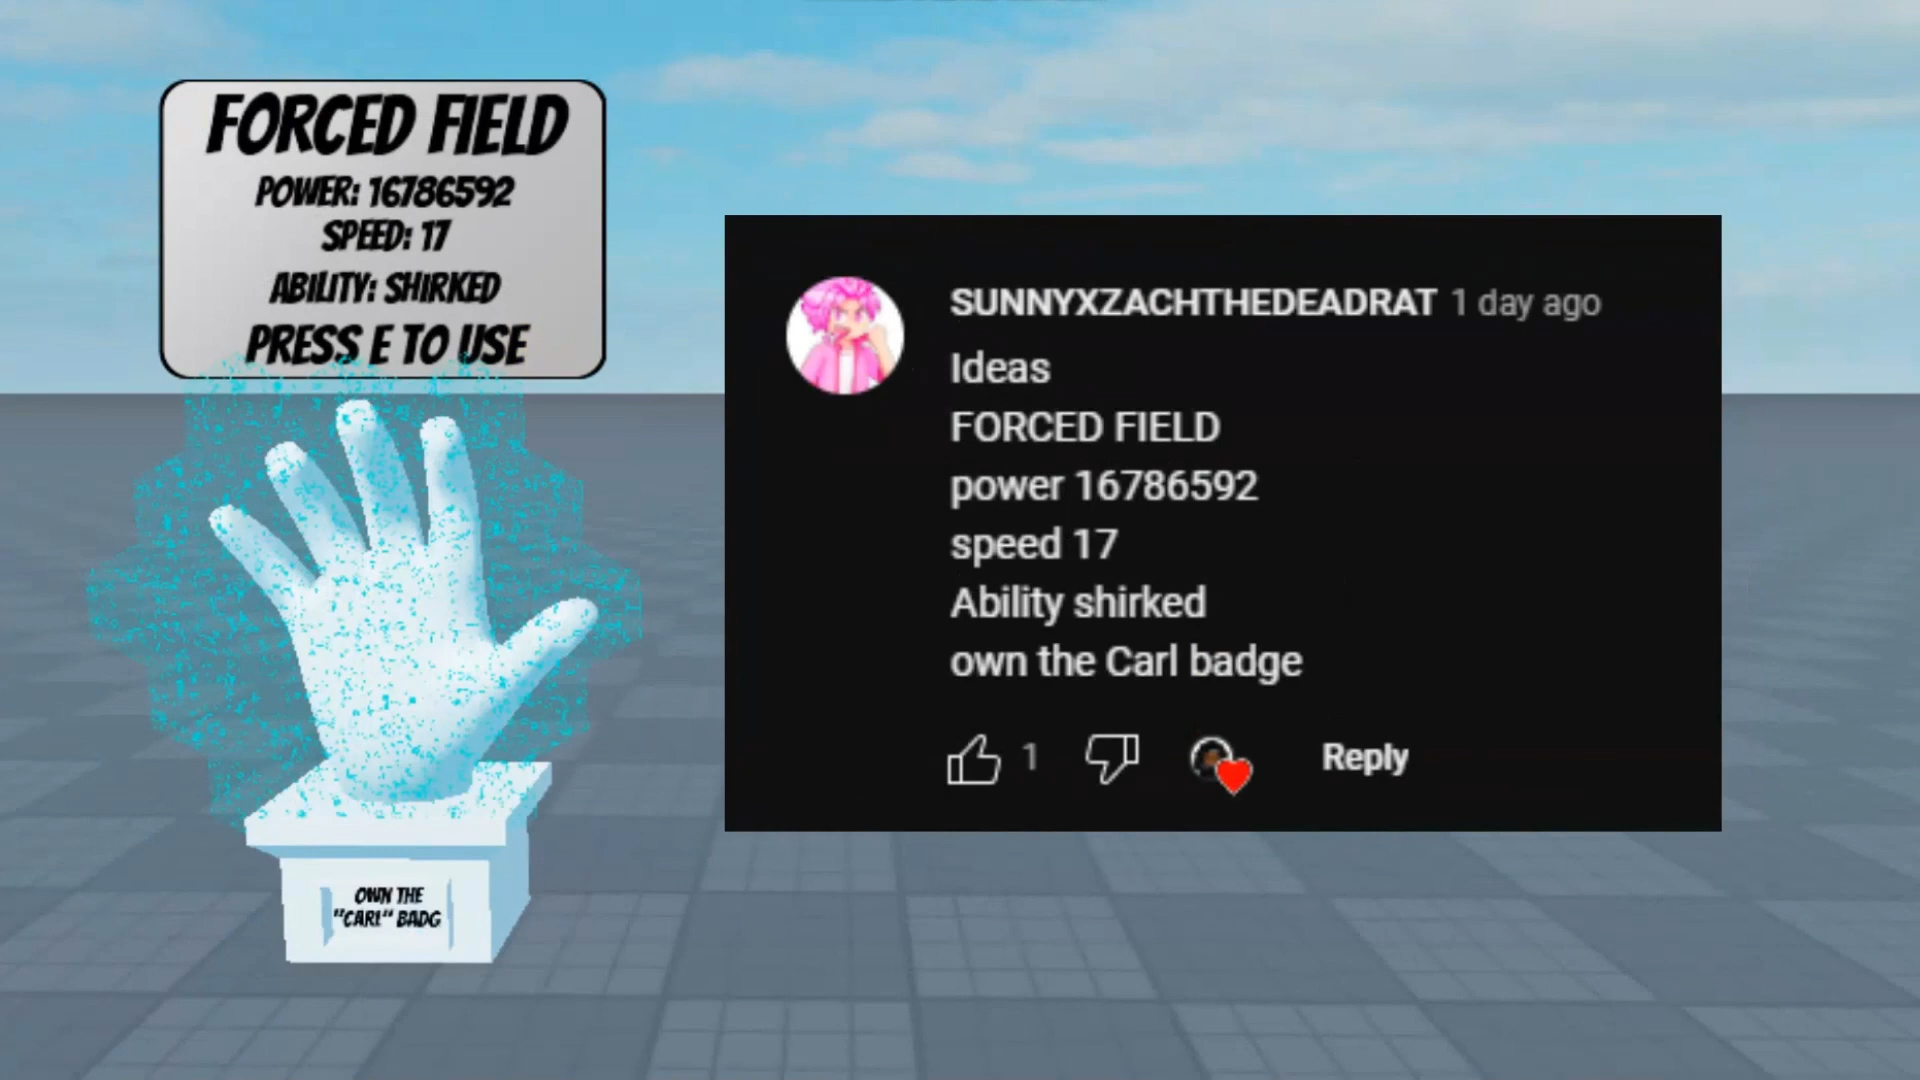 FORCED FIELD
POWER: 16786592
SPEED: 17
ABILITY: SHIRKED
PRESS E TO USE
OWN THE
"CARL" BADG
SUNNYXZACHTHEDEADRAT 1 day ago
Ideas
FORCED FIELD
power 16786592
speed 17
Ability shirked
own the Carl badge
1 Reply